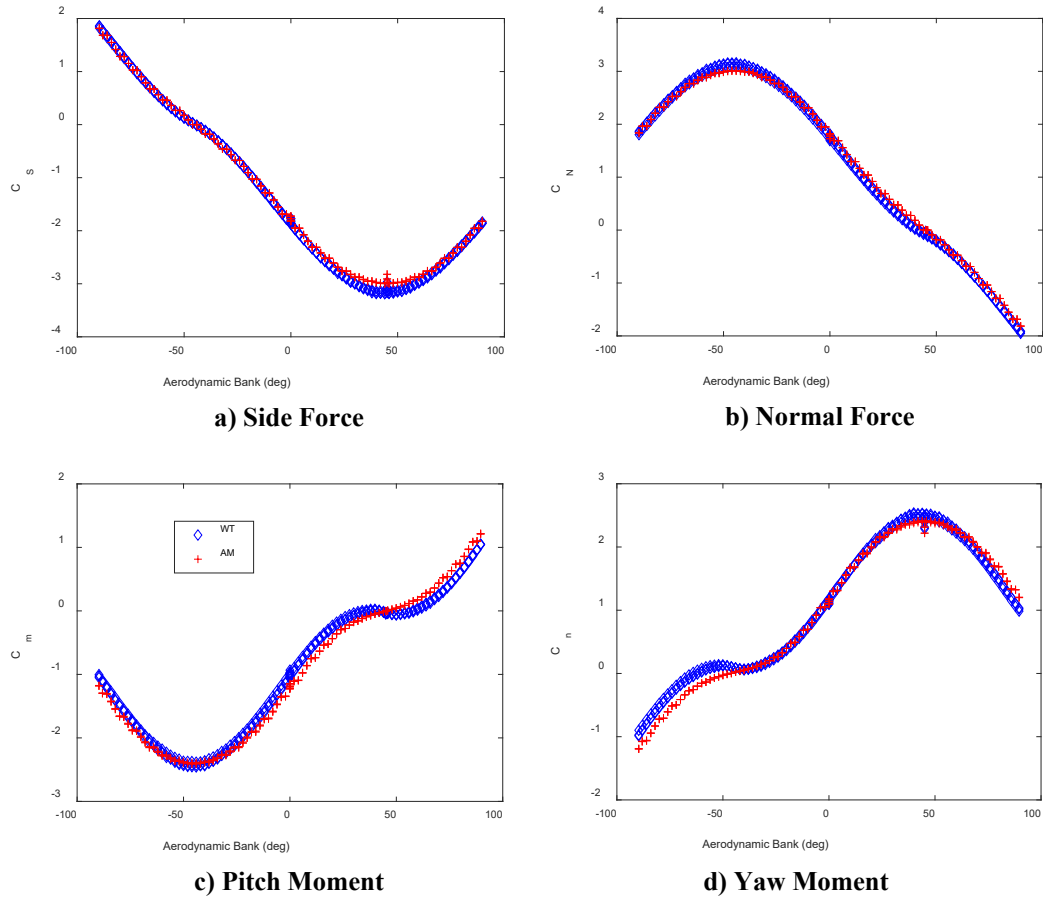 2
1
0
-1
-2
-3
-4
C S
-100 -50 0 50 100
Aerodynamic Bank (deg)
a) Side Force
4
3
2
1
0
-1
-2
C N
-100 -50 0 50 100
Aerodynamic Bank (deg)
b) Normal Force
2
1
0
-1
-2
-3
C m
WT
AM
-100 -50 0 50 100
Aerodynamic Bank (deg)
c) Pitch Moment
3
2
1
0
-1
-2
C n
-100 -50 0 50 100
Aerodynamic Bank (deg)
d) Yaw Moment